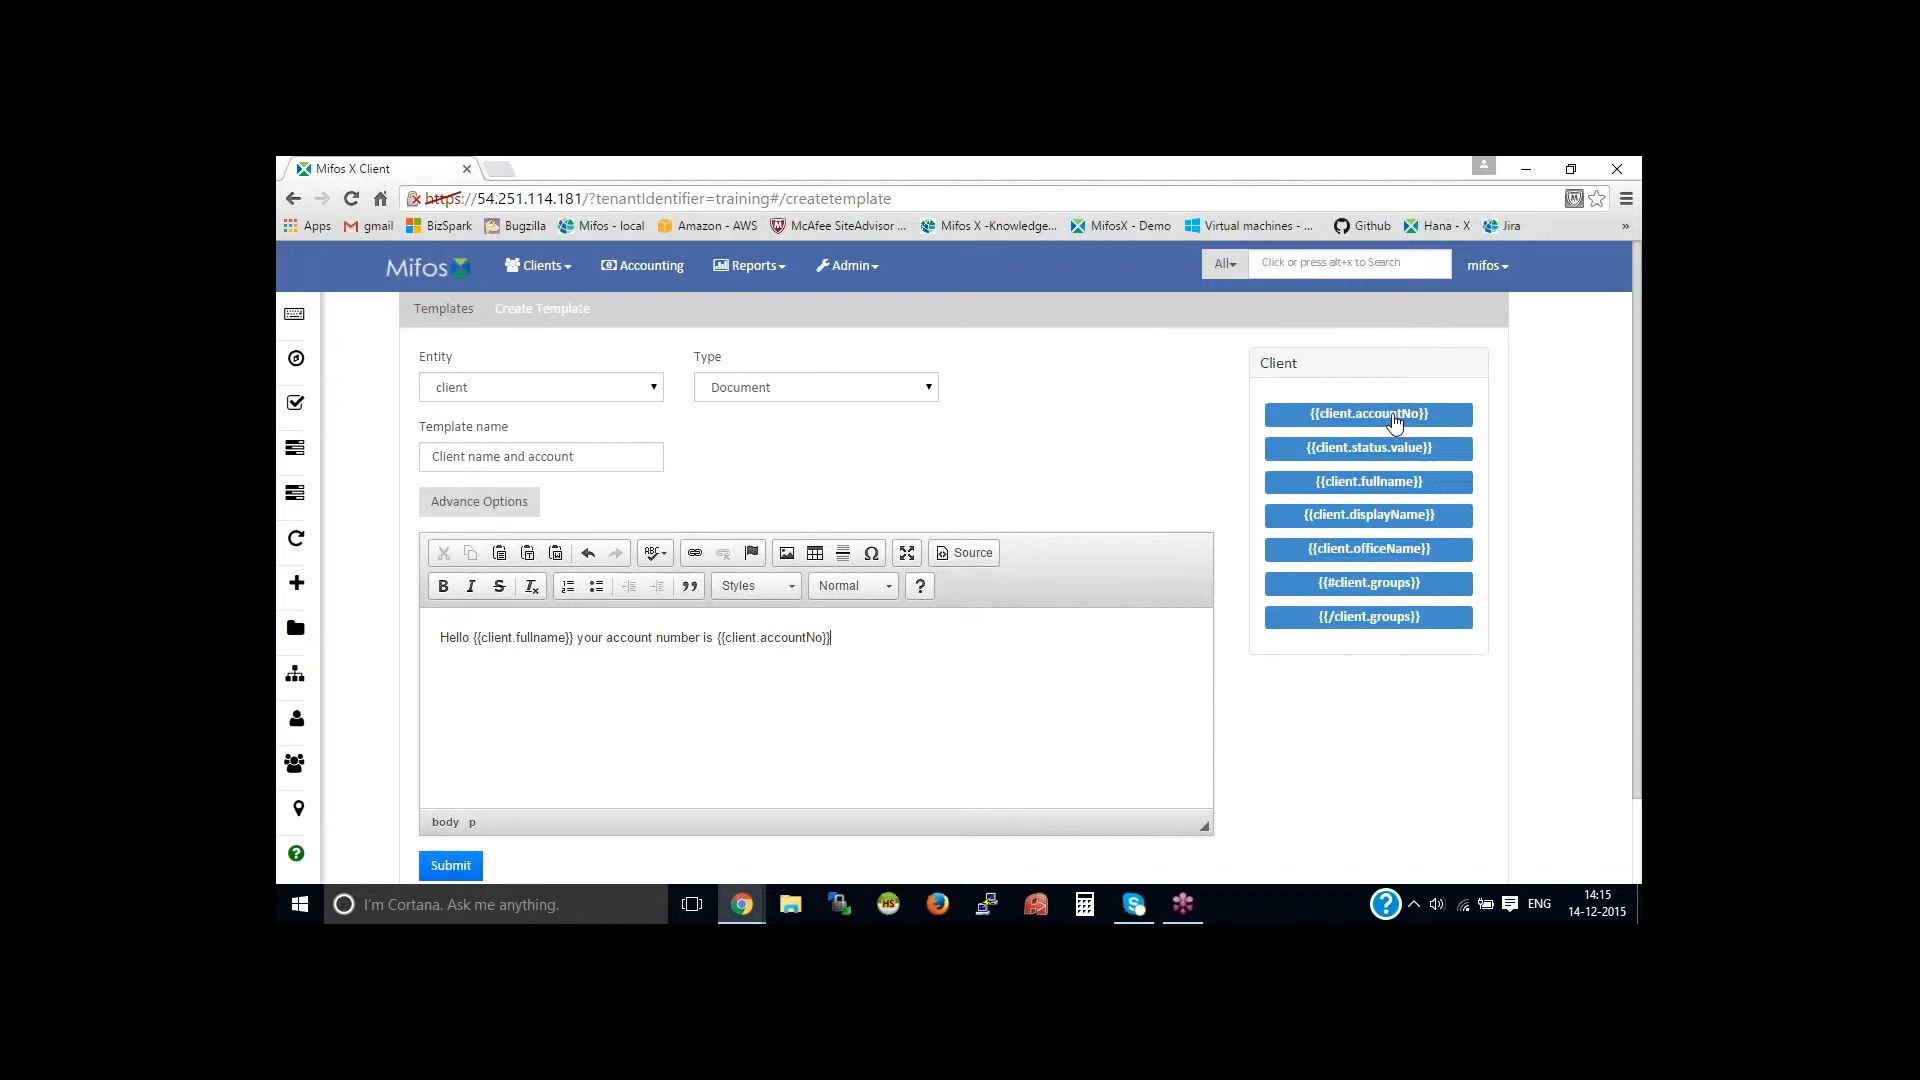 Mifos X Client
https://54.251.114.181/?tenantIdentifier=training#/createtemplate
Apps gmail BizSpark Bugzilla Mifos - local Amazon - AWS McAfee SiteAdvisor ... Mifos X -Knowledge... MifosX - Demo Virtual machines - ... Github Hana - X Jira »
Mifos Clients Accounting Reports Admin All Click or press alt+x to Search mifos
Templates Create Template
Entity Type
client Document
Template name
Client name and account
Advance Options
ABC Source
B I S Tx Styles Normal ?
Hello {{client.fullname}} your account number is {{client.accountNo}}
body p
Submit
Client
{{client.accountNo}}
{{client.status.value}}
{{client.fullname}}
{{client.displayName}}
{{client.officeName}}
{{#client.groups}}
{{/client.groups}}
I'm Cortana. Ask me anything.
HS
ENG
14:15
14-12-2015